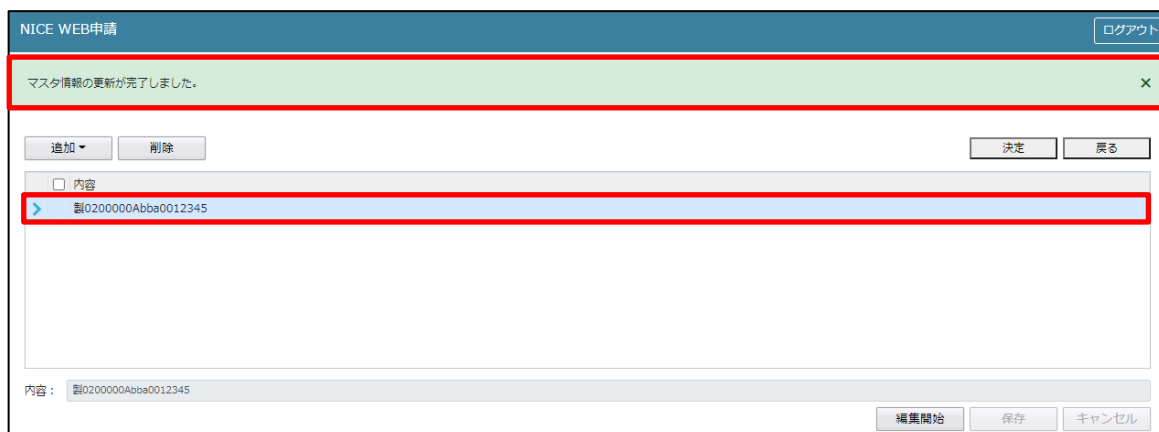 NICE WEB申請 ログアウト
マスタ情報の更新が完了しました。 ×
追加 削除 決定 戻る
内容
製0200000Abba0012345
内容： 製0200000Abba0012345
編集開始 保存 キャンセル